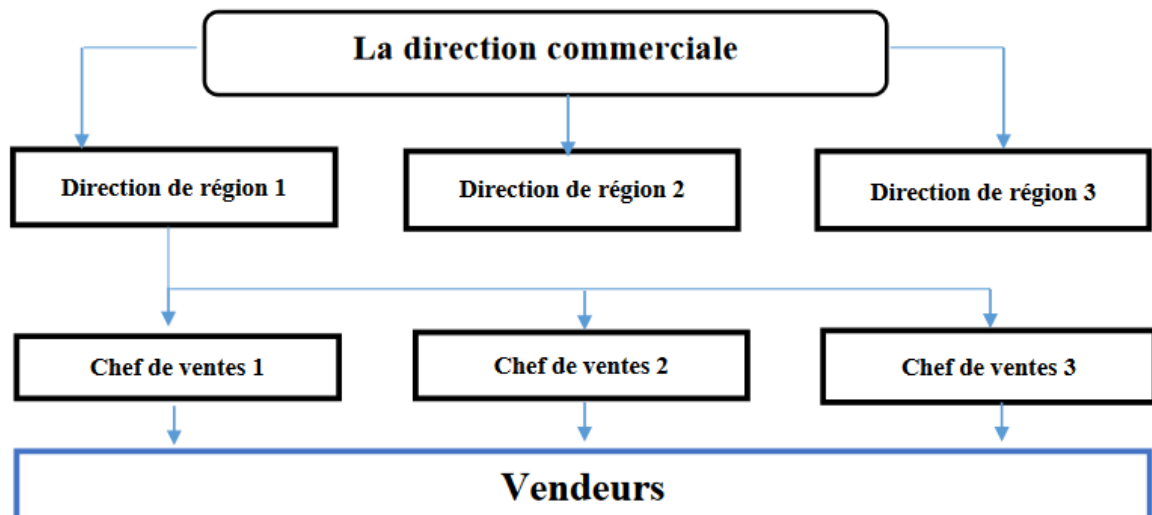 La direction commerciale
Direction de région 1
Direction de région 2
Direction de région 3
Chef de ventes 1
Chef de ventes 2
Chef de ventes 3
Vendeurs